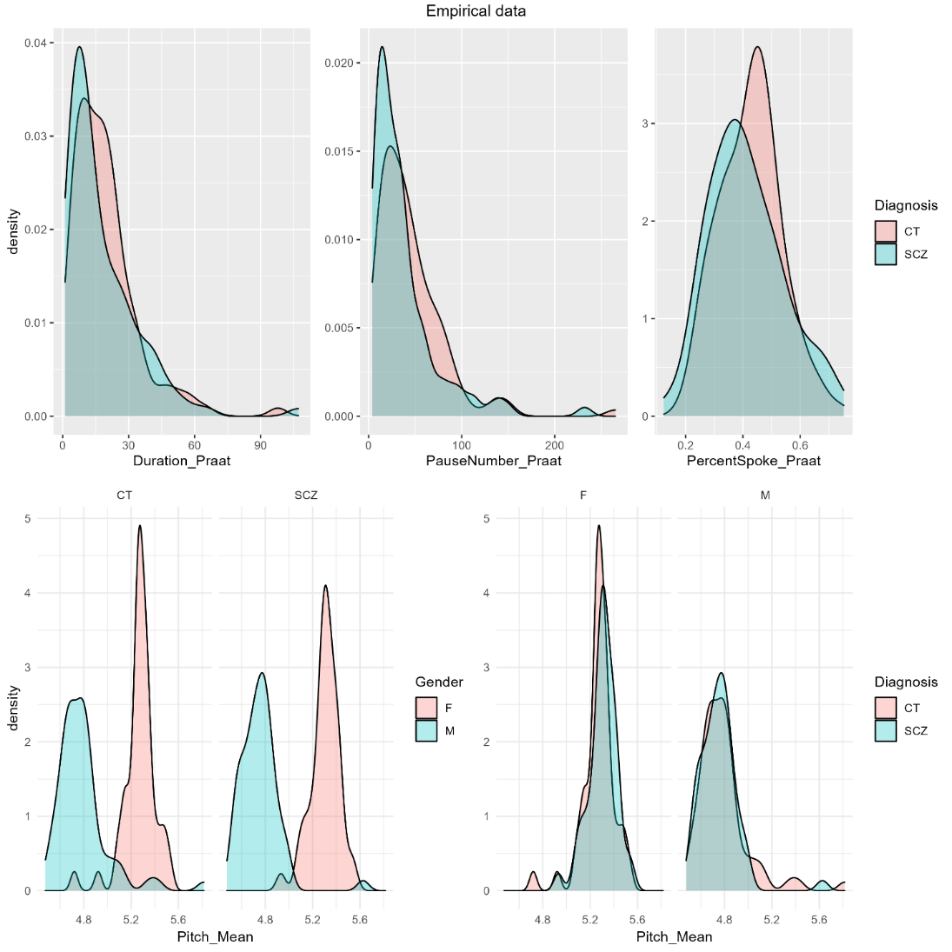 Empirical data
density
0.04
0.03
0.02
0.01
0.00
0 30 60 90
Duration_Praat
0.020
0.015
0.010
0.005
0.000
0 100 200
PauseNumber_Praat
3
2
1
0
0.2 0.4 0.6
PercentSpoke_Praat
Diagnosis
CT
SCZ
CT SCZ
density
5
4
3
2
1
0
4.8 5.2 5.6 4.8 5.2 5.6
Pitch_Mean
Gender
F
M
F M
5
4
3
2
1
0
4.8 5.2 5.6 4.8 5.2 5.6
Pitch_Mean
Diagnosis
CT
SCZ